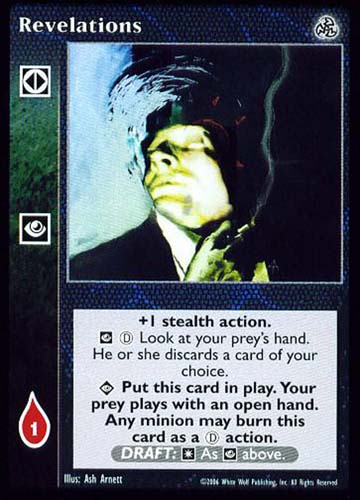 Revelations
+1 stealth action.
Ⓓ Look at your prey's hand.
He or she discards a card of your
choice.
Put this card in play. Your
prey plays with an open hand.
Any minion may burn this
card as a Ⓓ action.
DRAFT: As above.
1
Illus: Ash Arnett
©2006 White Wolf Publishing, Inc. All Rights Reserved